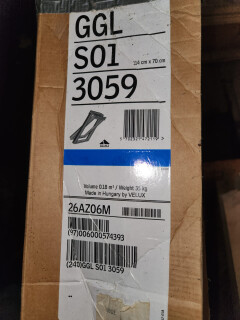 GGL
S01
114 cm x 70 cm
3059
Volume 0.18 m³ / Weight 35 kg
Made in Hungary by VELUX
26AZ06M
(97)006000574393
(240)GGL S01 3059